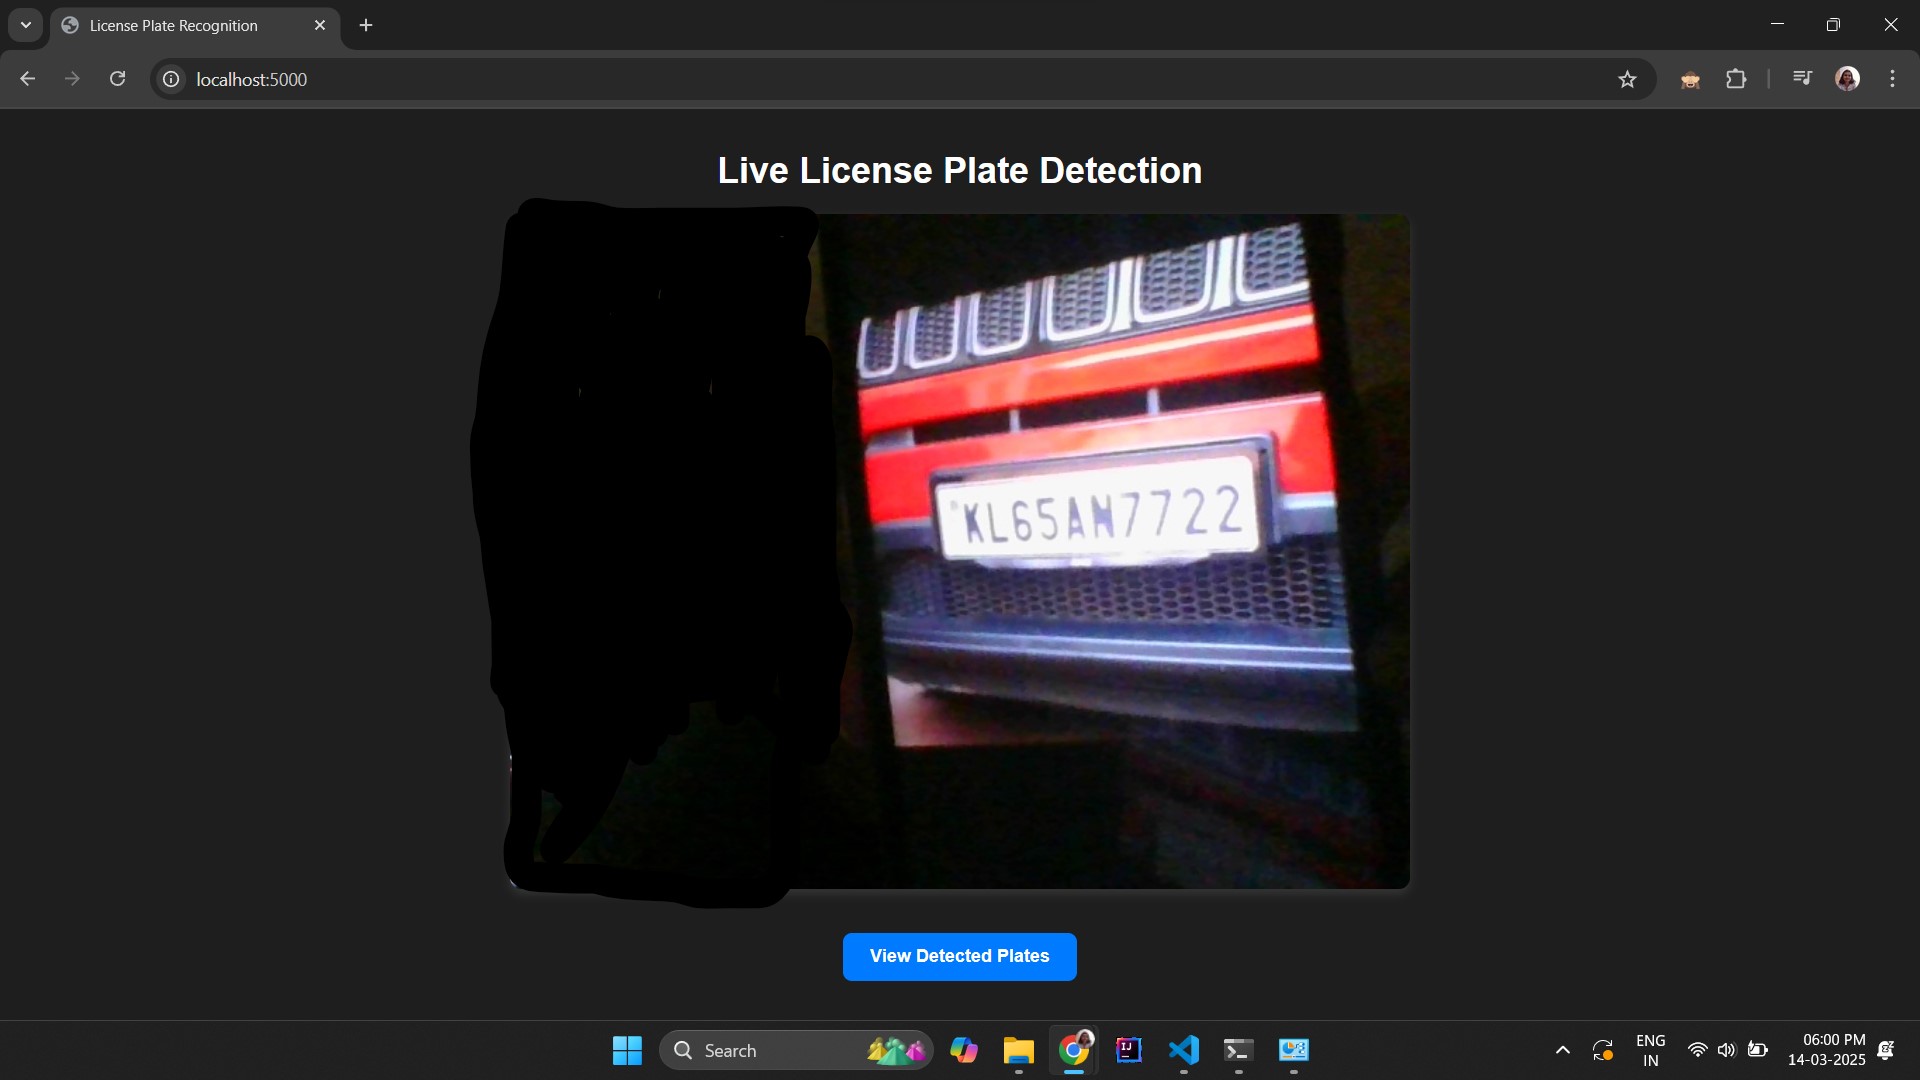 License Plate Recognition
localhost:5000
Live License Plate Detection
KL65AN7722
View Detected Plates
Search
ENG
IN
06:00 PM
14-03-2025